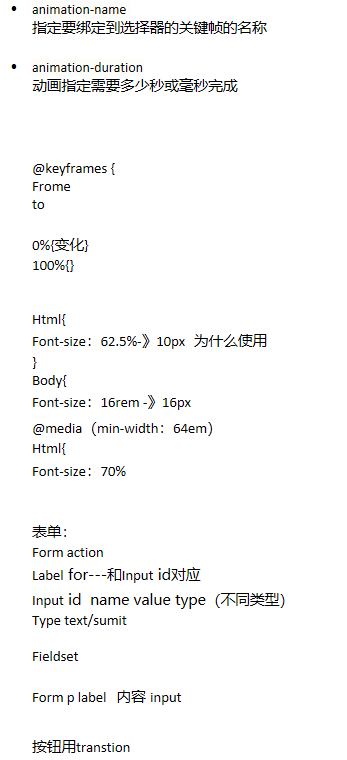 animation-name
指定要绑定到选择器的关键帧的名称
animation-duration
动画指定需要多少秒或毫秒完成
@keyframes {
Frome
to
0%{变化}
100%{}
Html{
Font-size：62.5%-》10px  为什么使用
}
Body{
Font-size：16rem -》16px
@media（min-width：64em）
Html{
Font-size：70%
表单：
Form action
Label for---和Input id对应
Input id  name value type（不同类型）
Type text/sumit
Fieldset
Form p label  内容 input
按钮用transtion